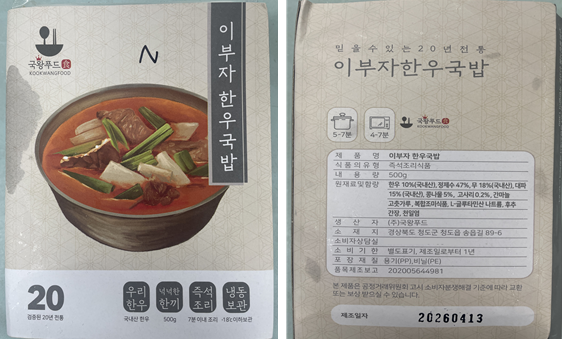 국왕푸드 食
KOOKWANGFOOD
N
이부자한우국밥
20
검증된 20년 전통
우리한우
국내산 한우
넉넉한한끼
500g
즉석조리
7분 이내 조리
냉동보관
-18℃이하보관
믿을수있는20년전통
이부자한우국밥
5-7분
4-7분
국왕푸드 食
KOOKWANGFOOD
제 품 명 이부자 한우국밥
식품의유형 즉석조리식품
내 용 량 500g
원재료및함량 한우 10%(국내산), 정제수 47%, 무 18%(국내산), 대파
15%(국내산), 콩나물 5%, 고사리 0.2%, 간마늘
고춧가루, 복합조미식품, L-글루타민산 나트륨, 후추
간장, 천일염
생 산 자 (주)국왕푸드
소 재 지 경상북도 청도군 청도읍 송읍길 89-6
소비자상담실
소 비 기 한 별도표기, 제조일로부터 1년
포 장 재 질 용기(PP),비닐(PE)
품목제조보고 202005644981
본 제품은 공정거래위원회 고시 소비자분쟁해결 기준에 따라 교환
또는 보상 받으실 수 있습니다.
제조일자 20260413